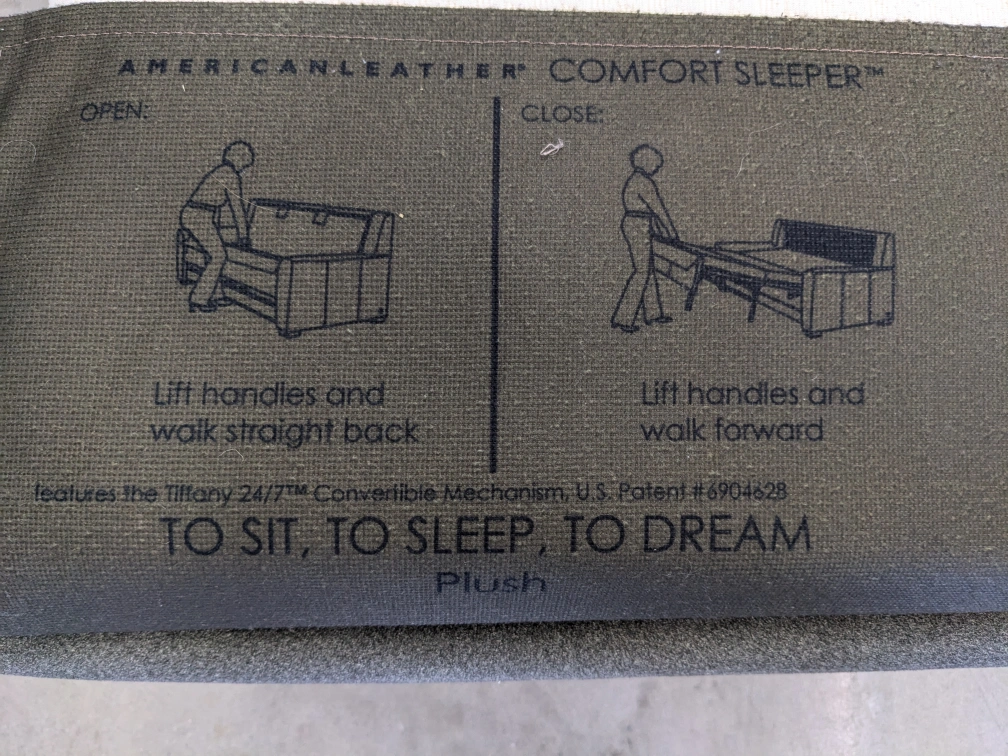 AMERICANLEATHER® COMFORT SLEEPER™
OPEN:
Lift handles and
walk straight back
CLOSE:
Lift handles and
walk forward
features the Tiffany 24/7™ Convertible Mechanism, U.S. Patent #6904628
TO SIT, TO SLEEP, TO DREAM
Plush